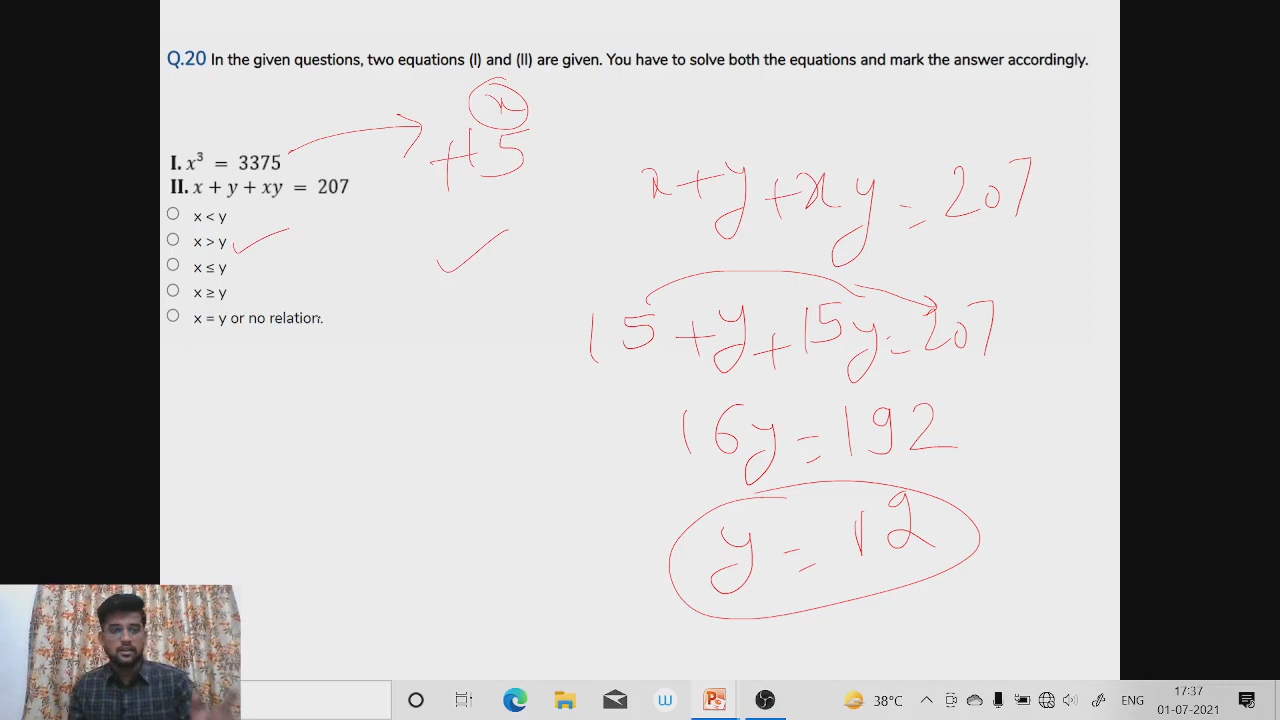 Q.20 In the given questions, two equations (I) and (II) are given. You have to solve both the equations and mark the answer accordingly.
x
+15
I. x³ = 3375
II. x + y + xy = 207
x < y
x > y
x ≤ y
x ≥ y
x = y or no relation.
x+y+xy=207
15+y+15y=207
16y=192
y=12
38°C
ENG
17:37
01-07-2021